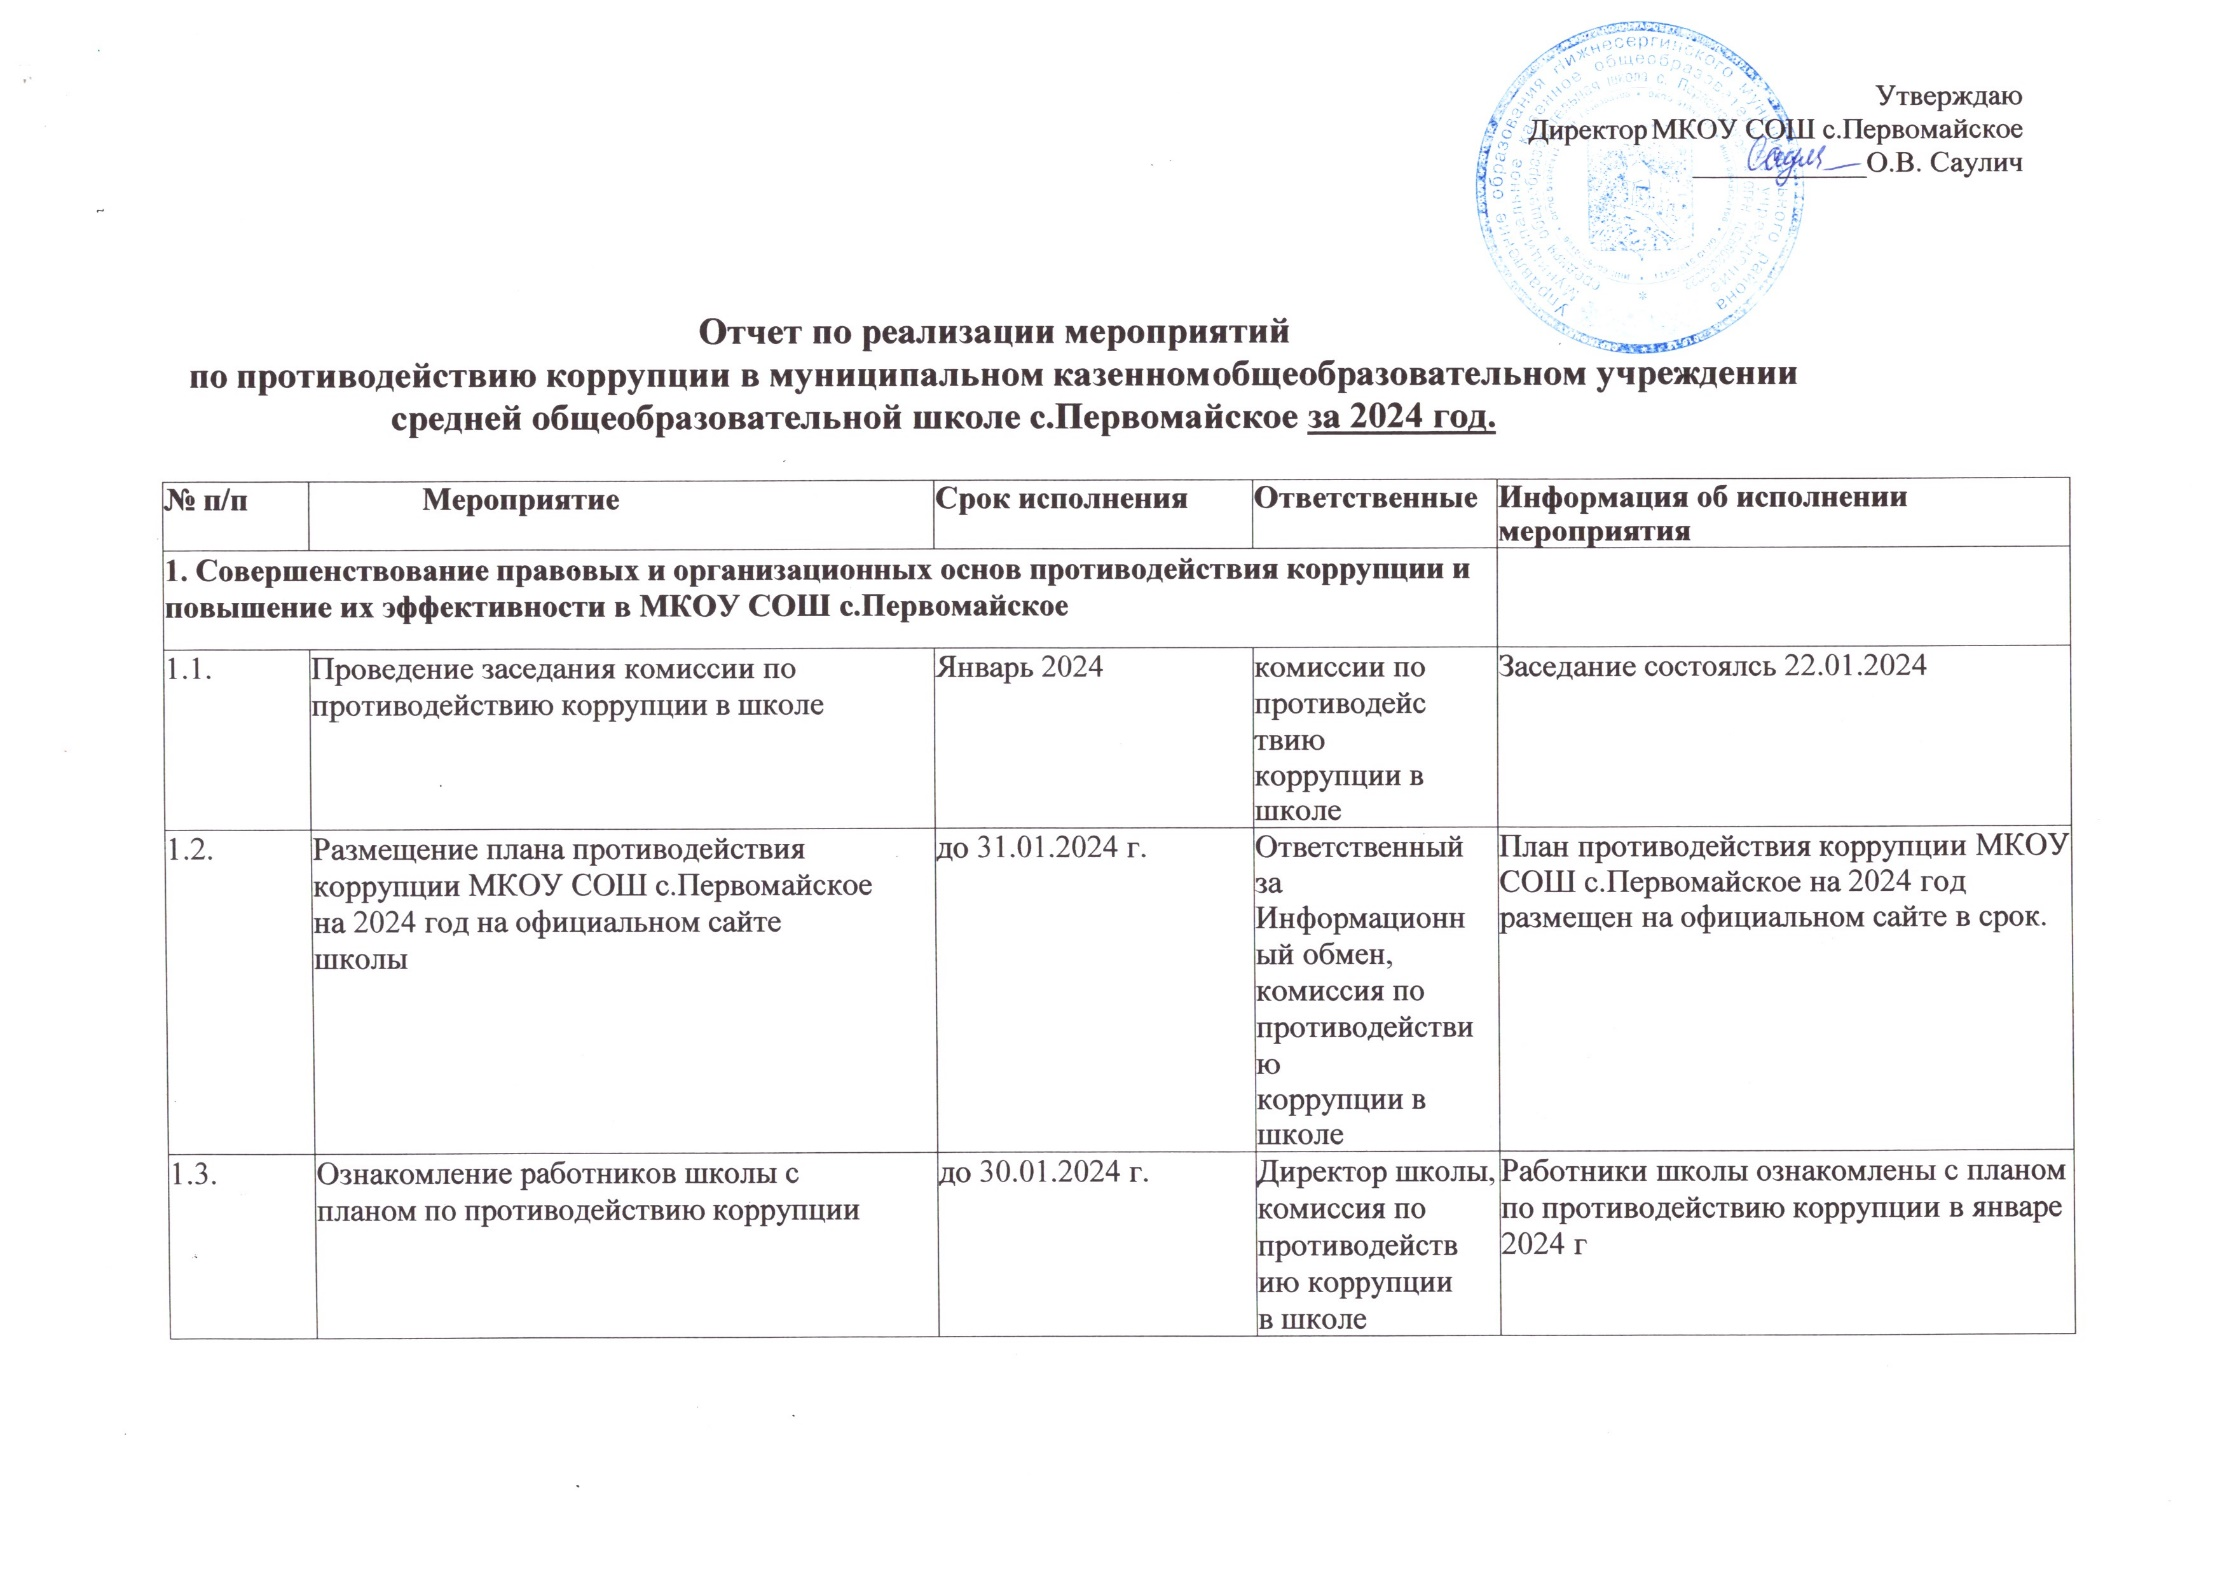 Утверждаю
Директор МКОУ СОШ с.Первомайское
О.В. Саулич
Отчет по реализации мероприятий
по противодействию коррупции в муниципальном казенномобщеобразовательном учреждении
средней общеобразовательной школе с.Первомайское за 2024 год.
№ п/п
Мероприятие
Срок исполнения
Ответственные
Информация об исполнении
мероприятия
1. Совершенствование правовых и организационных основ противодействия коррупции и
повышение их эффективности в МКОУ СОШ с.Первомайское
1.1.
Проведение заседания комиссии по
противодействию коррупции в школе
Январь 2024
комиссии по
противодейс
твию
коррупции в
школе
Заседание состоялсь 22.01.2024
1.2.
Размещение плана противодействия
коррупции МКОУ СОШ с.Первомайское
на 2024 год на официальном сайте
школы
до 31.01.2024 г.
Ответственный
за
Информационн
ый обмен,
комиссия по
противодействи
ю
коррупции в
школе
План противодействия коррупции МКОУ
СОШ с.Первомайское на 2024 год
размещен на официальном сайте в срок.
1.3.
Ознакомление работников школы с
планом по противодействию коррупции
до 30.01.2024 г.
Директор школы,
комиссия по
противодейств
ию коррупции
в школе
Работники школы ознакомлены с планом
по противодействию коррупции в январе
2024 г
Управление образования Нижнесергинского муниципального района